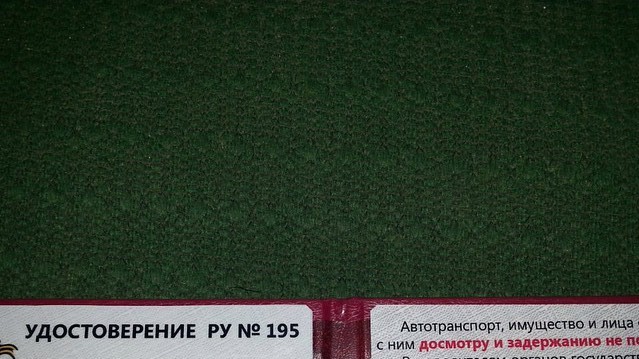 УДОСТОВЕРЕНИЕ РУ № 195
Автотранспорт, имущество и лица
с ним досмотру и задержанию не